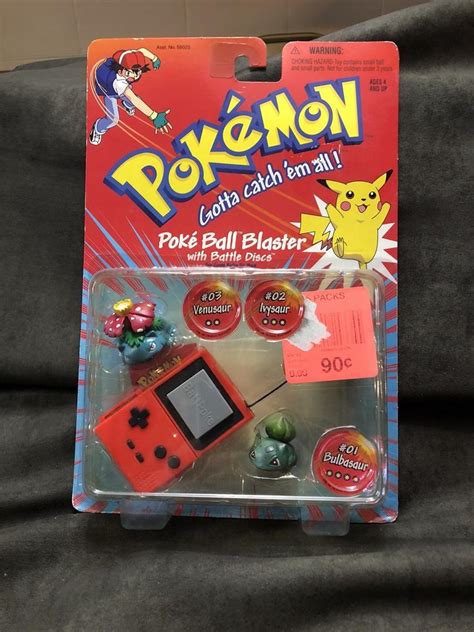 Asst. No. 59025
WARNING:
CHOKING HAZARD-Toy contains small ball
and small parts. Not for children under 3 years.
AGES 4
AND UP
POKéMON
Gotta catch 'em all!
Poké Ball Blaster
with Battle Discs
#03
Venusaur
#02
Ivysaur
PACKS
90¢
POKéMON
#01
Bulbasaur